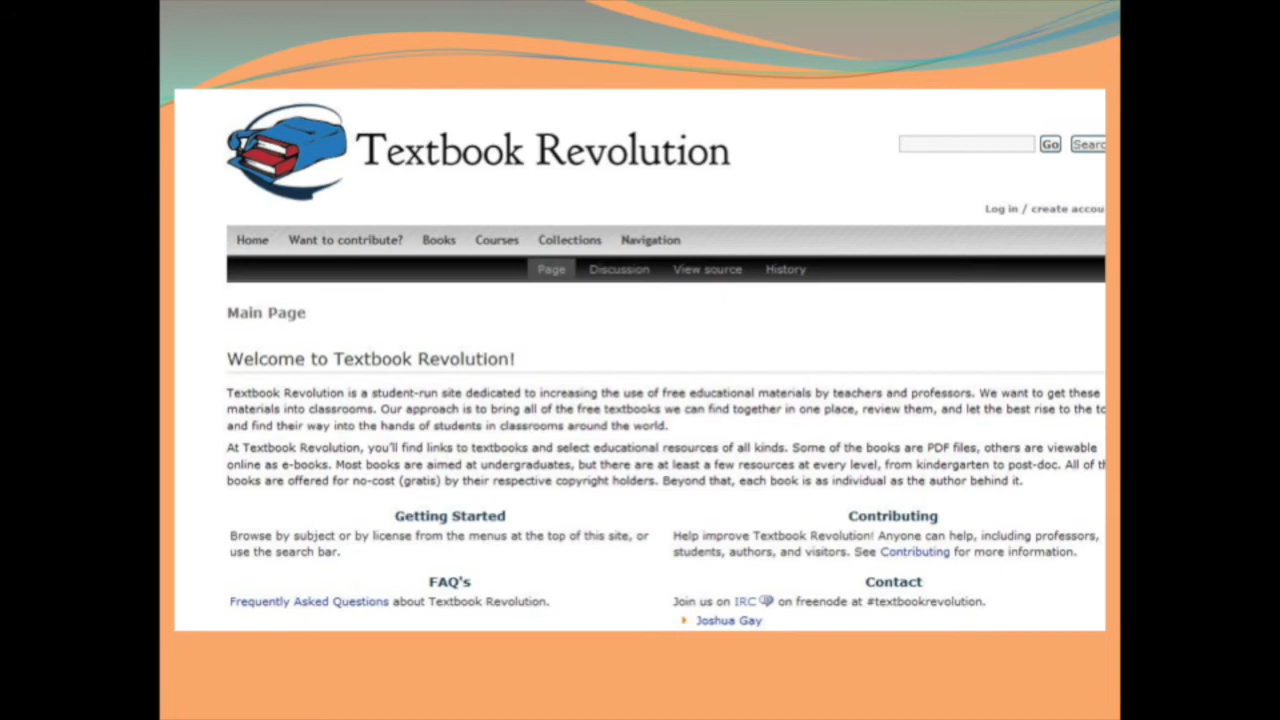 Textbook Revolution
Go
Log in / create
Home Want to contribute? Books Courses Collections Navigation
Page Discussion View source History
Main Page
Welcome to Textbook Revolution!
Textbook Revolution is a student-run site dedicated to increasing the use of free educational materials by teachers and professors. We want to get these
materials into classrooms. Our approach is to bring all of the free textbooks we can find together in one place, review them, and let the best rise to the
and find their way into the hands of students in classrooms around the world.
At Textbook Revolution, you'll find links to textbooks and select educational resources of all kinds. Some of the books are PDF files, others are viewable
online as e-books. Most books are aimed at undergraduates, but there are at least a few resources at every level, from kindergarten to post-doc. All of
books are offered for no-cost (gratis) by their respective copyright holders. Beyond that, each book is as individual as the author behind it.
Getting Started
Browse by subject or by license from the menus at the top of this site, or
use the search bar.
Contributing
Help improve Textbook Revolution! Anyone can help, including professors,
students, authors, and visitors. See Contributing for more information.
FAQ's
Frequently Asked Questions about Textbook Revolution.
Contact
Join us on IRC on freenode at #textbookrevolution.
Joshua Gay